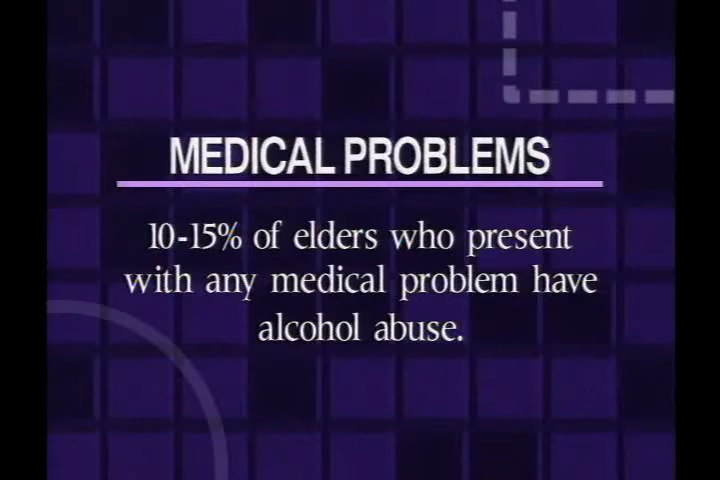 MEDICAL PROBLEMS
10-15% of elders who present
with any medical problem have
alcohol abuse.